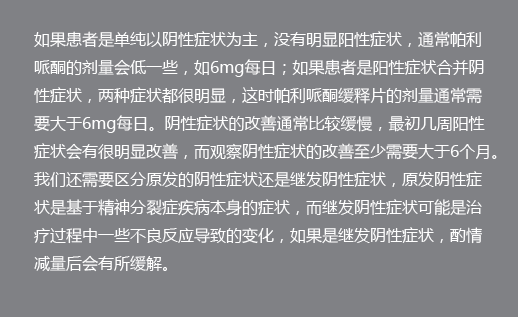 如果患者是单纯以阴性症状为主，没有明显阳性症状，通常帕利
哌酮的剂量会低一些，如6mg每日；如果患者是阳性症状合并阴
性症状，两种症状都很明显，这时帕利哌酮缓释片的剂量通常需
要大于6mg每日。阴性症状的改善通常比较缓慢，最初几周阳性
症状会有很明显改善，而观察阴性症状的改善至少需要大于6个月。
我们还需要区分原发的阴性症状还是继发阴性症状，原发阴性症
状是基于精神分裂症疾病本身的症状，而继发阴性症状可能是治
疗过程中一些不良反应导致的变化，如果是继发阴性症状，酌情
减量后会有所缓解。